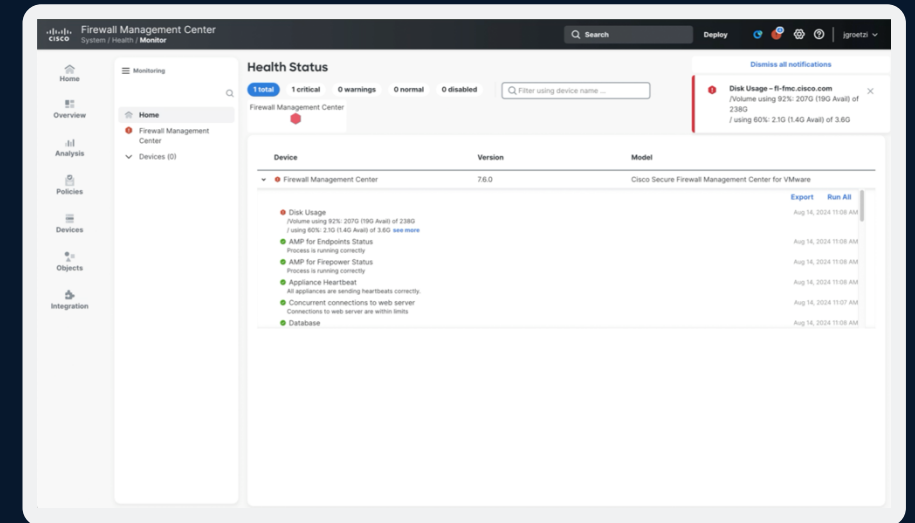 Firewall Management Center
CISCO System / Health / Monitor
Search
Deploy
jgroetzi
Home
Overview
Analysis
Policies
Devices
Objects
Integration
Monitoring
Home
Firewall Management
Center
Devices (0)
Health Status
1 total 1 critical 0 warnings 0 normal 0 disabled
Filter using device name ...
Firewall Management Center
Dismiss all notifications
Disk Usage - fl-fmc.cisco.com
/Volume using 92%: 207G (19G Avail) of
238G
/ using 60%: 2.1G (1.4G Avail) of 3.6G
Device Version Model
Firewall Management Center 7.6.0 Cisco Secure Firewall Management Center for VMware
Export Run All
Disk Usage Aug 14, 2024 11:08 AM
/Volume using 92%: 207G (19G Avail) of 238G
/ using 60%: 2.1G (1.4G Avail) of 3.6G see more
AMP for Endpoints Status Aug 14, 2024 11:08 AM
Process is running correctly
AMP for Firepower Status Aug 14, 2024 11:08 AM
Process is running correctly
Appliance Heartbeat Aug 14, 2024 11:08 AM
All appliances are sending heartbeats correctly.
Concurrent connections to web server Aug 14, 2024 11:07 AM
Connections to web server are within limits
Database Aug 14, 2024 11:08 AM